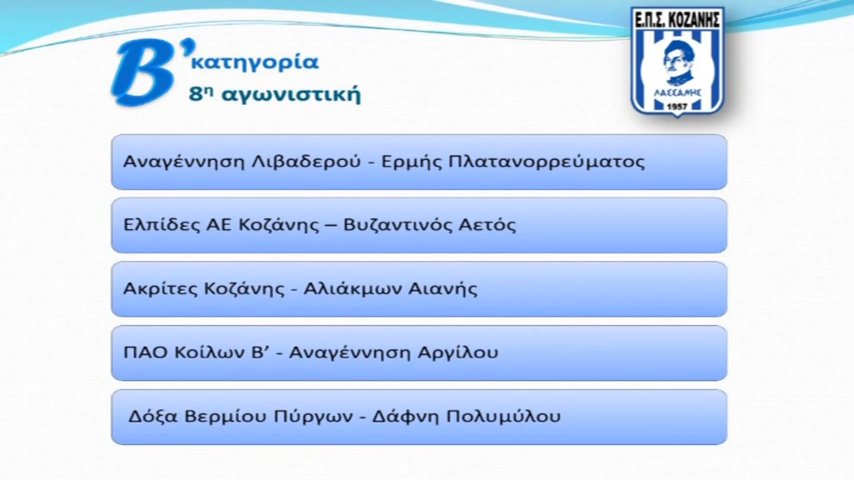 Β’κατηγορία
8η αγωνιστική
Ε.Π.Σ. ΚΟΖΑΝΗΣ
ΛΑΣΣΑΝΗΣ
1957
Αναγέννηση Λιβαδερού - Ερμής Πλατανορρεύματος
Ελπίδες ΑΕ Κοζάνης – Βυζαντινός Αετός
Ακρίτες Κοζάνης - Αλιάκμων Αιανής
ΠΑΟ Κοίλων Β’ - Αναγέννηση Αργίλου
Δόξα Βερμίου Πύργων - Δάφνη Πολυμύλου